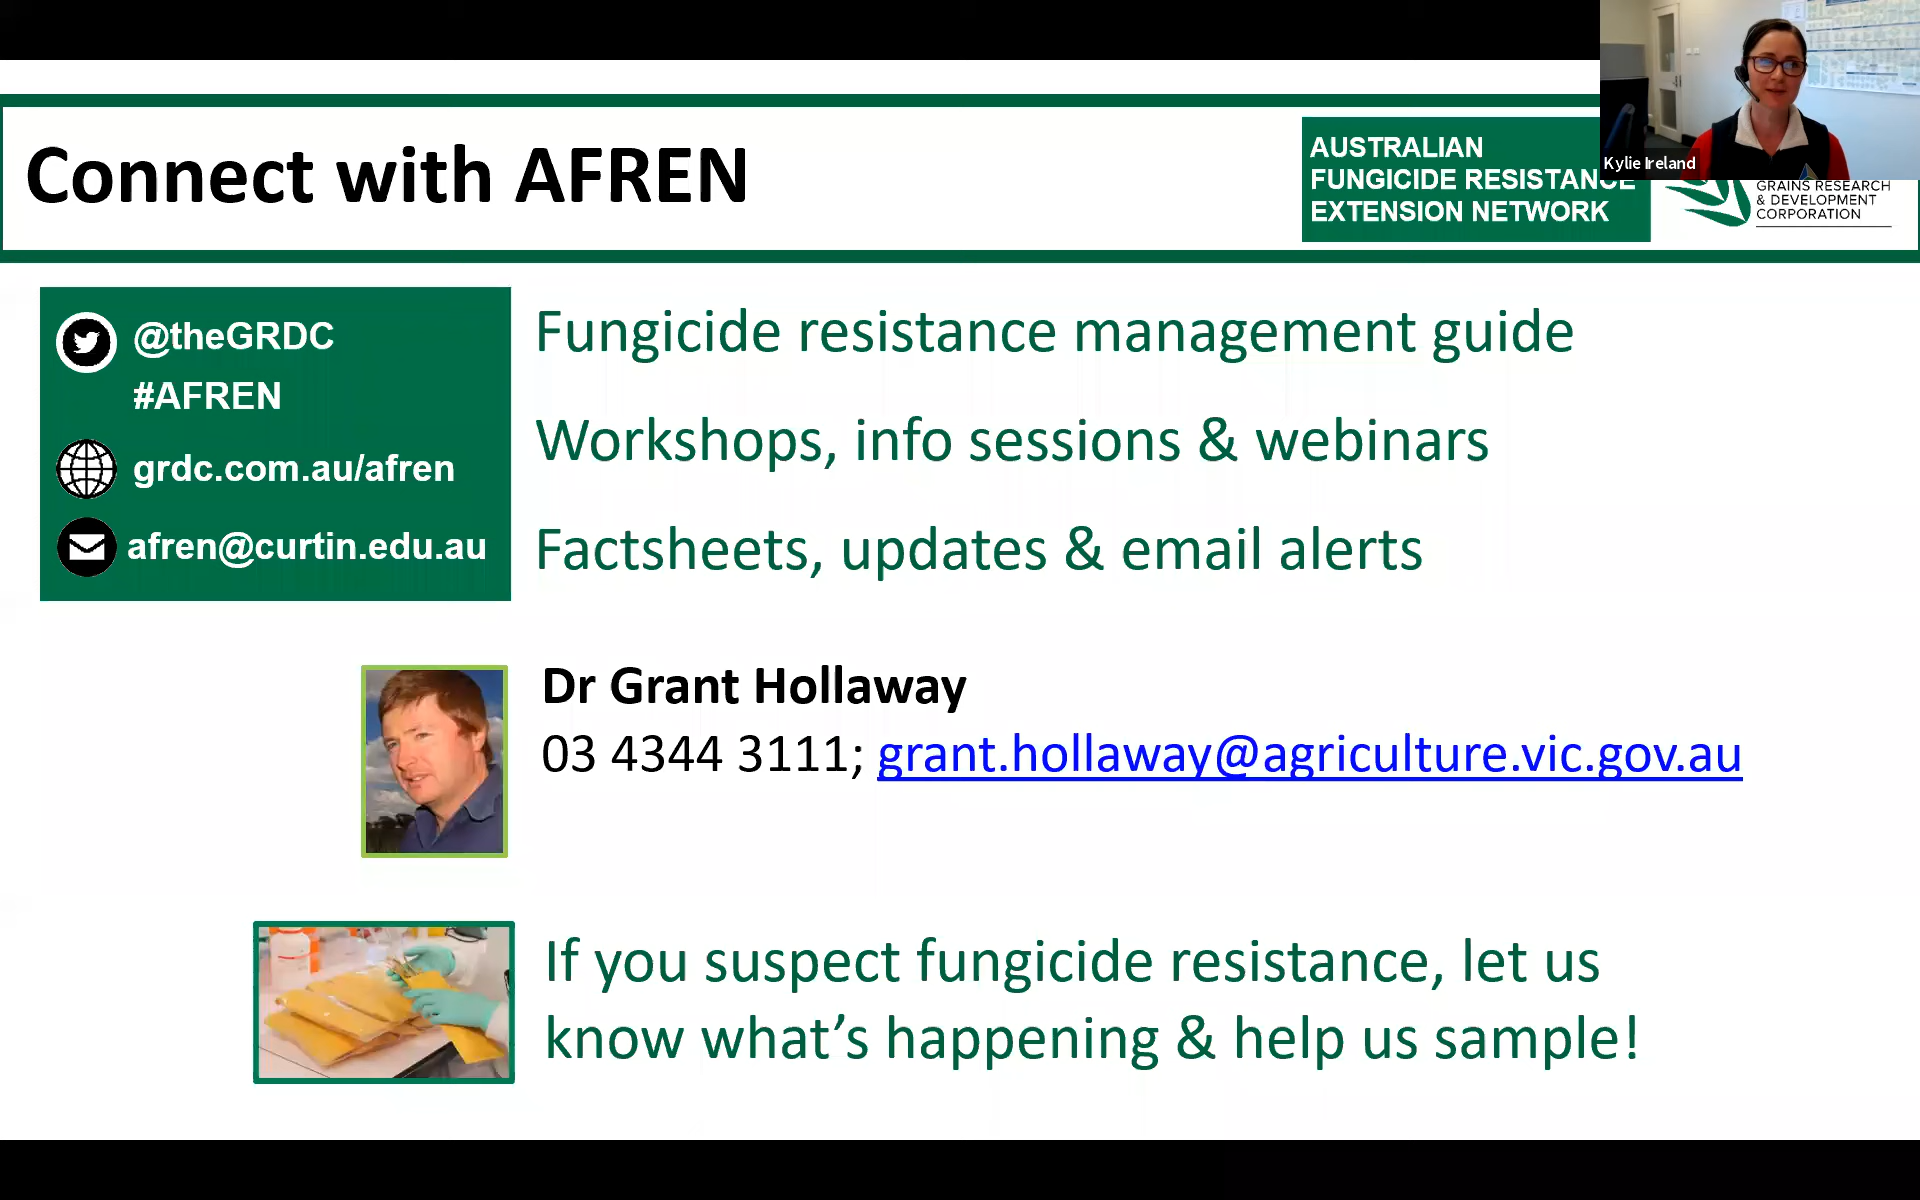 Connect with AFREN
AUSTRALIAN
FUNGICIDE RESISTANCE
EXTENSION NETWORK
Kylie Ireland
GRAINS RESEARCH
& DEVELOPMENT
CORPORATION
@theGRDC
#AFREN
grdc.com.au/afren
afren@curtin.edu.au
Fungicide resistance management guide
Workshops, info sessions & webinars
Factsheets, updates & email alerts
Dr Grant Hollaway
03 4344 3111; grant.hollaway@agriculture.vic.gov.au
If you suspect fungicide resistance, let us
know what’s happening & help us sample!